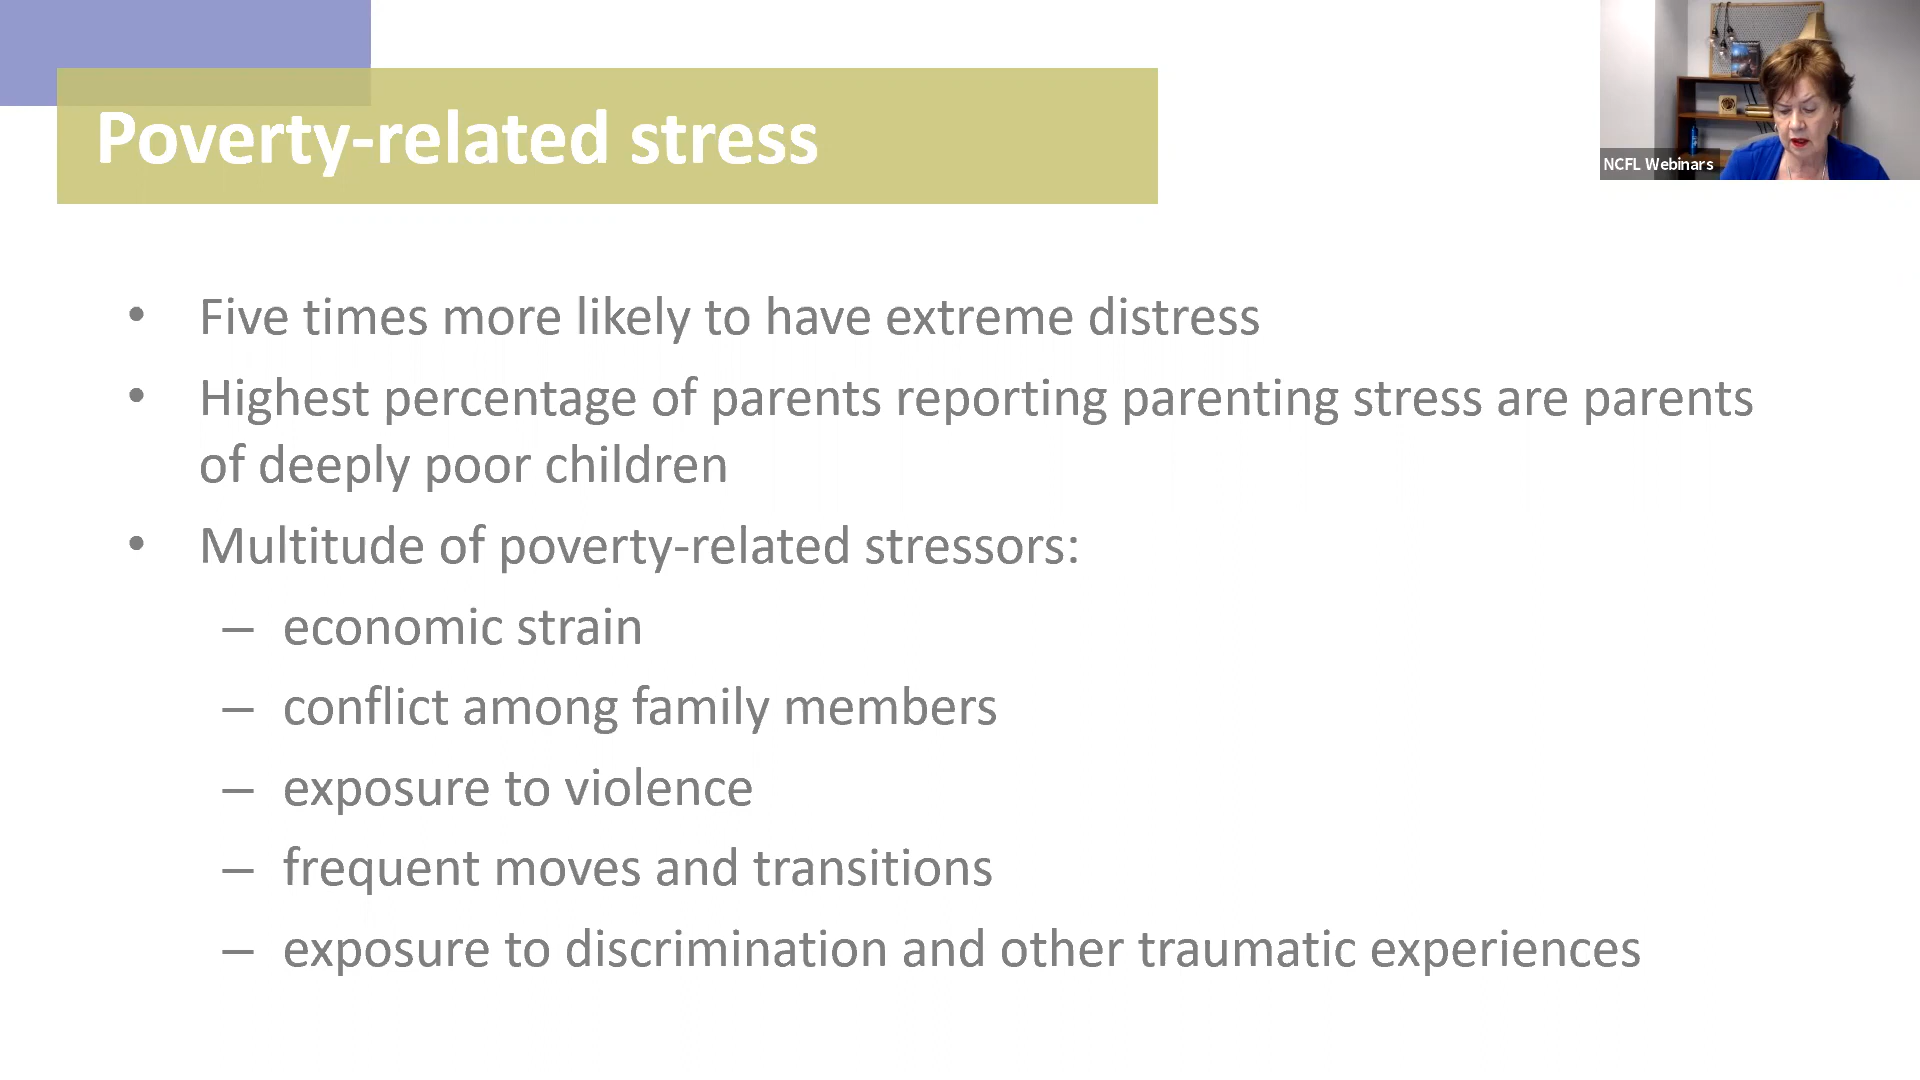 Poverty-related stress
NCFL Webinars
• Five times more likely to have extreme distress
• Highest percentage of parents reporting parenting stress are parents
of deeply poor children
• Multitude of poverty-related stressors:
– economic strain
– conflict among family members
– exposure to violence
– frequent moves and transitions
– exposure to discrimination and other traumatic experiences